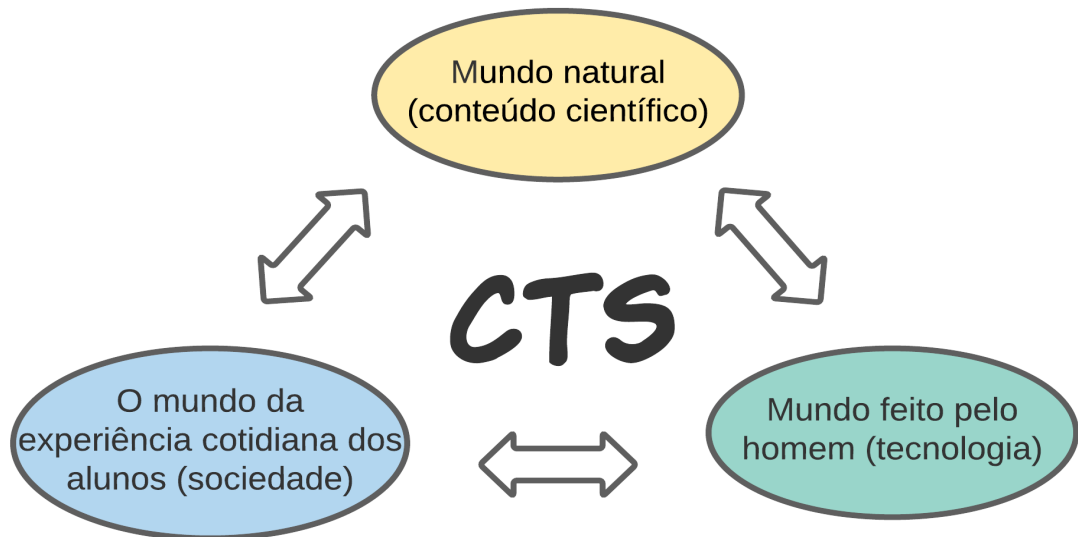 Mundo natural
(conteúdo científico)
CTS
O mundo da
experiência cotidiana dos
alunos (sociedade)
Mundo feito pelo
homem (tecnologia)